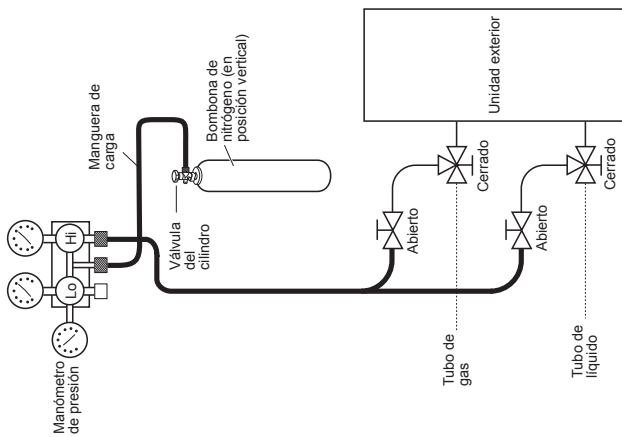 Manómetro
de presión
Lo
Hi
Manguera de
carga
Válvula
del
cilindro
Bombona de
nitrógeno (en
posición vertical)
Unidad exterior
Abierto
Cerrado
Tubo de
gas
Abierto
Cerrado
Tubo de
líquido